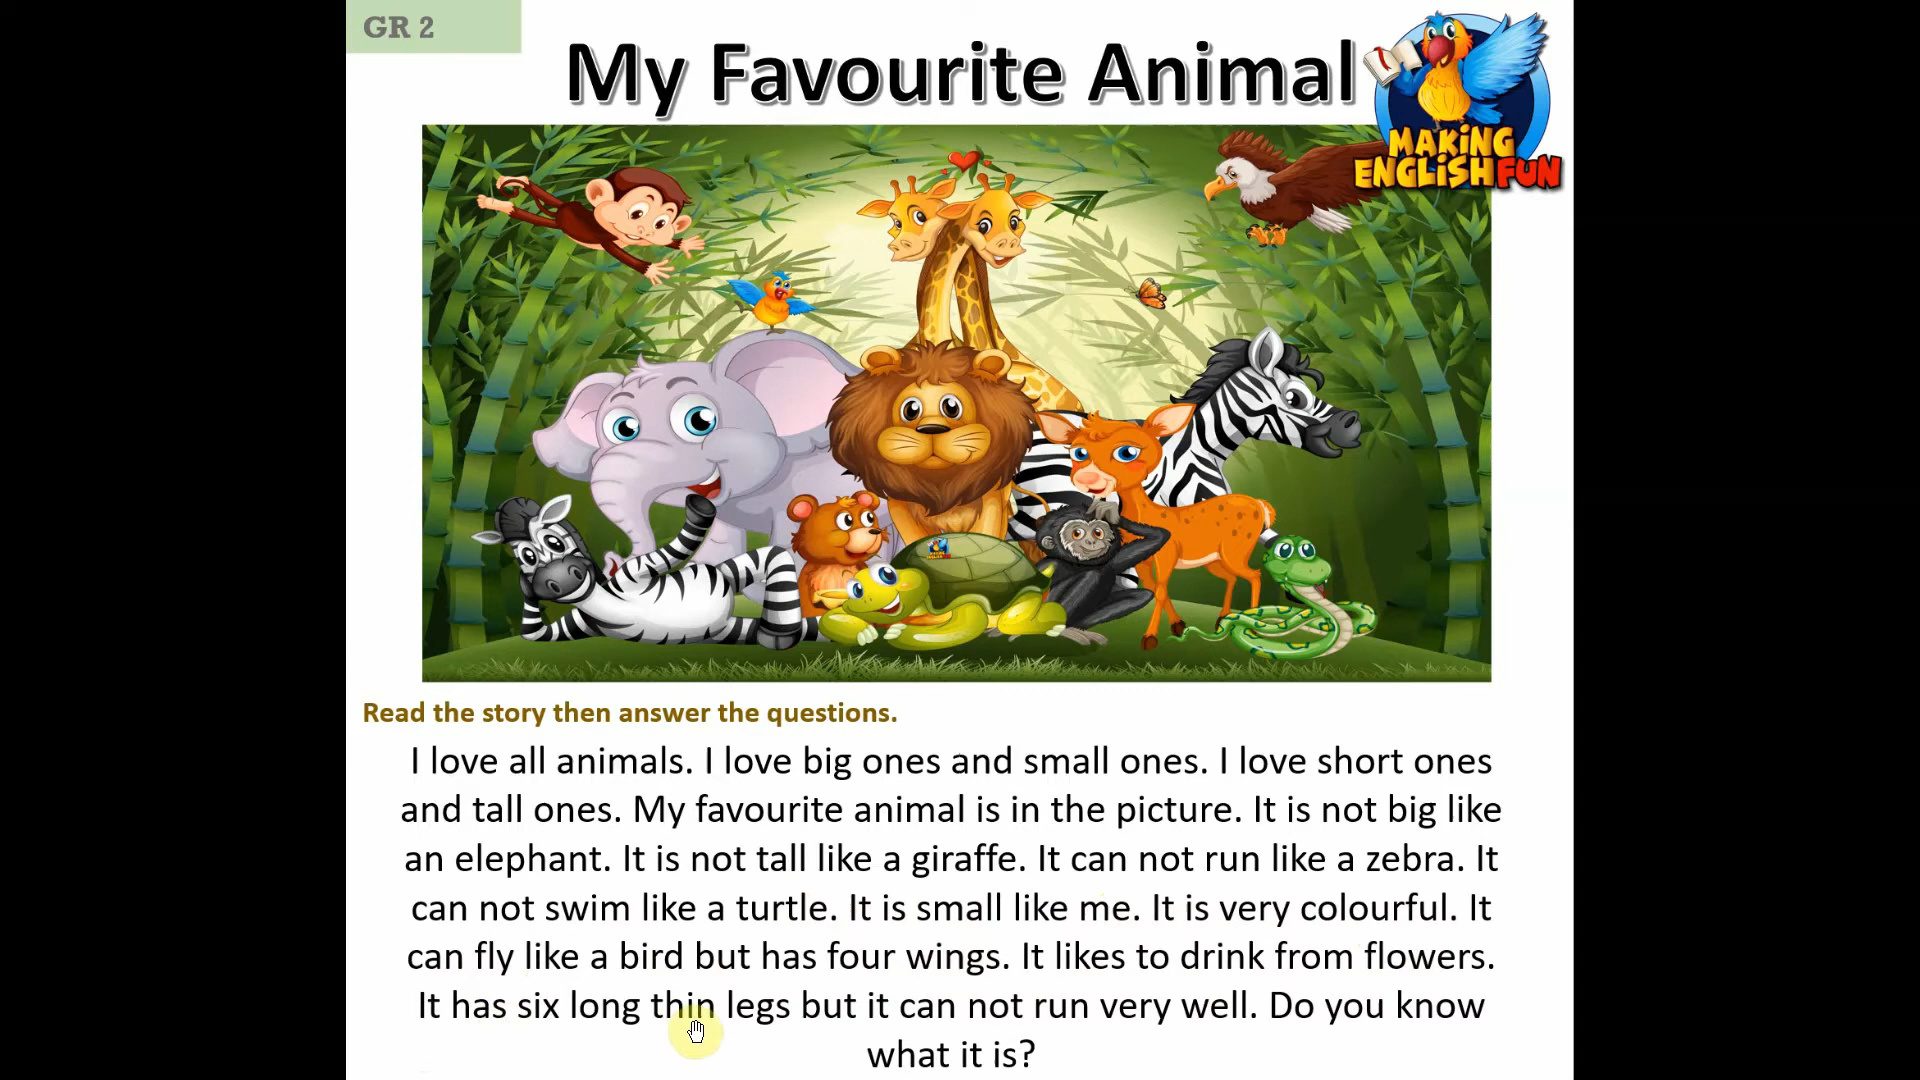 GR 2
My Favourite Animal
MAKING
ENGLISH FUN
Read the story then answer the questions.
I love all animals. I love big ones and small ones. I love short ones
and tall ones. My favourite animal is in the picture. It is not big like
an elephant. It is not tall like a giraffe. It can not run like a zebra. It
can not swim like a turtle. It is small like me. It is very colourful. It
can fly like a bird but has four wings. It likes to drink from flowers.
It has six long thin legs but it can not run very well. Do you know
what it is?